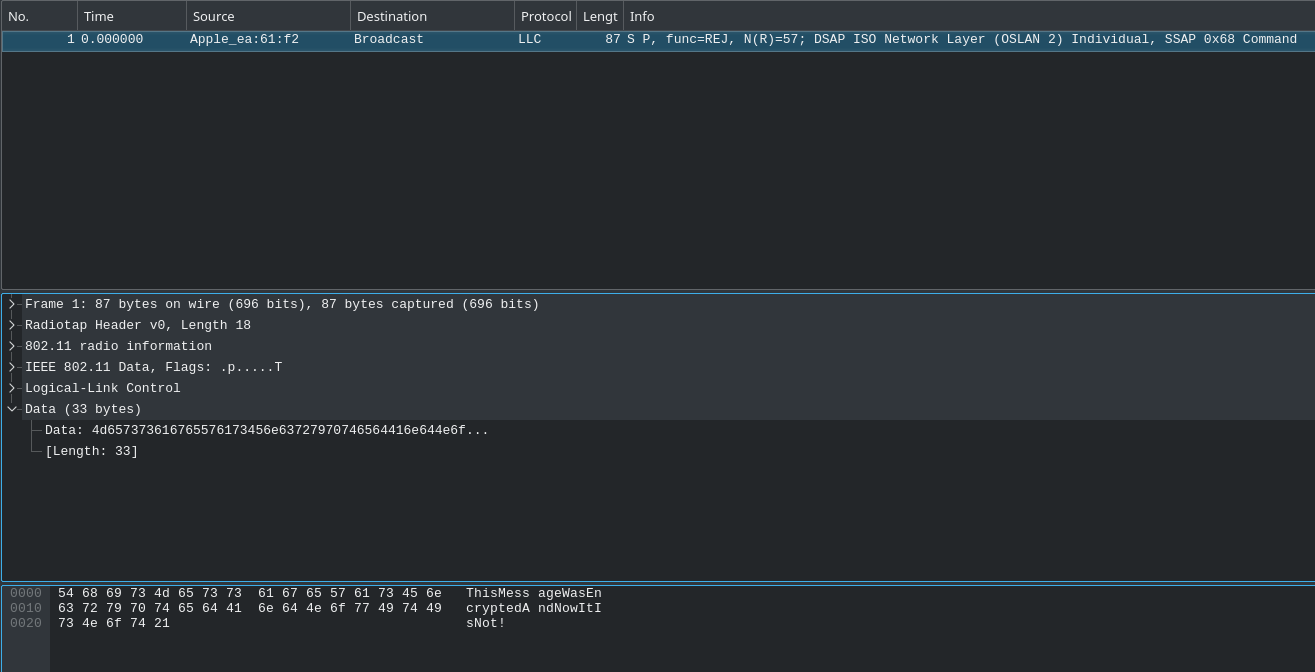 No. Time Source Destination Protocol Lengt Info
1 0.000000 Apple_ea:61:f2 Broadcast LLC 87 S P, func=REJ, N(R)=57; DSAP ISO Network Layer (OSLAN 2) Individual, SSAP 0x68 Command
Frame 1: 87 bytes on wire (696 bits), 87 bytes captured (696 bits)
Radiotap Header v0, Length 18
802.11 radio information
IEEE 802.11 Data, Flags: .p.....T
Logical-Link Control
Data (33 bytes)
Data: 4d657373616765576173456e63727970746564416e644e6f...
[Length: 33]
0000 54 68 69 73 4d 65 73 73 61 67 65 57 61 73 45 6e ThisMess ageWasEn
0010 63 72 79 70 74 65 64 41 6e 64 4e 6f 77 49 74 49 cryptedA ndNowItI
0020 73 4e 6f 74 21 sNot!